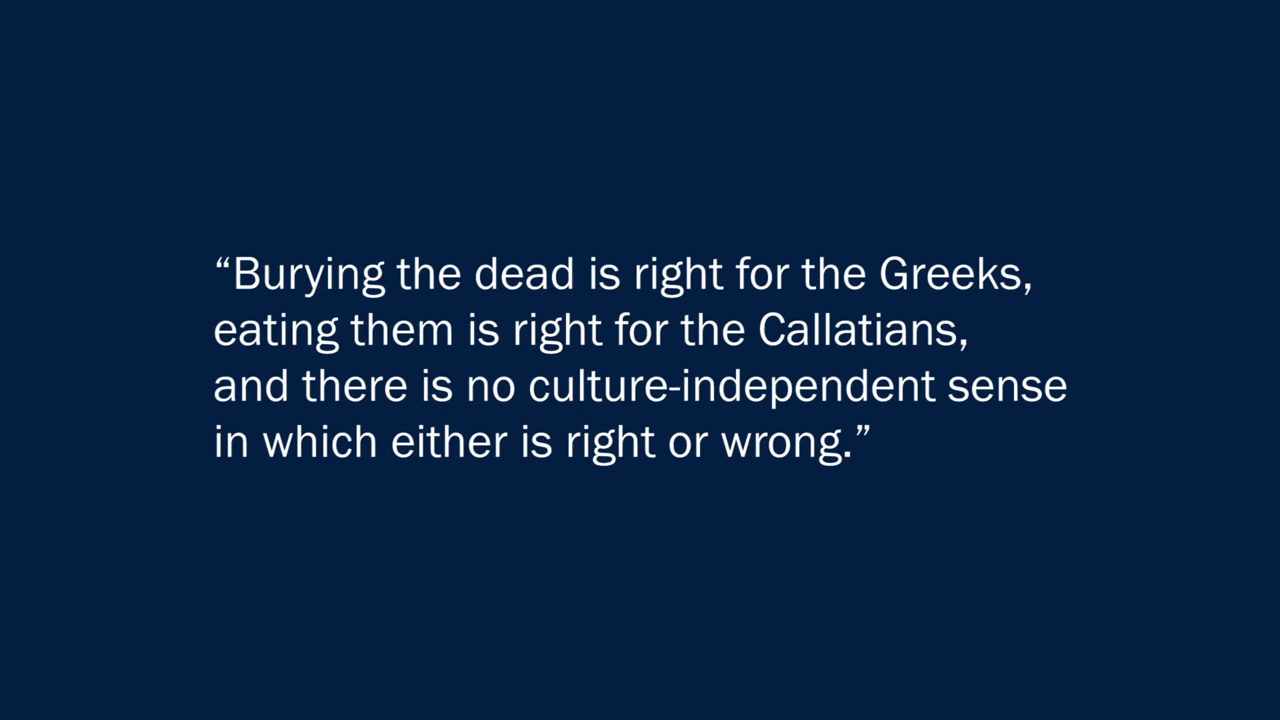 “Burying the dead is right for the Greeks,
eating them is right for the Callatians,
and there is no culture-independent sense
in which either is right or wrong.”